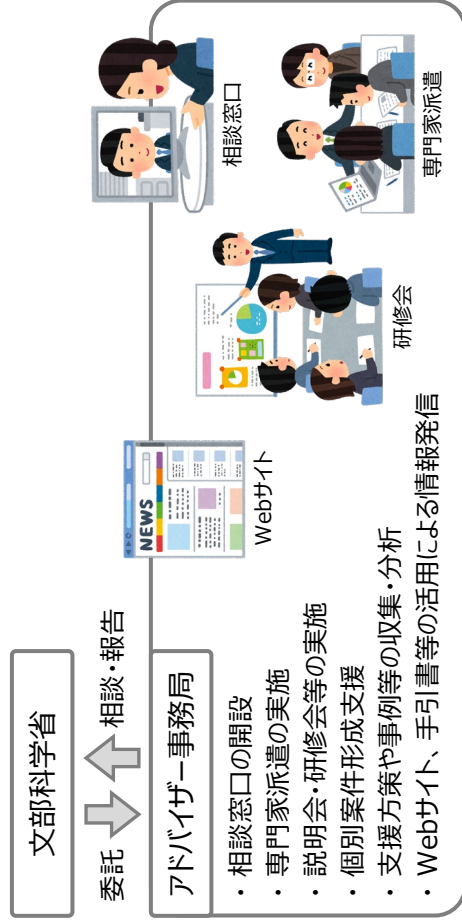 文部科学省
委託
相談・報告
アドバイザー事務局
・相談窓口の開設
・専門家派遣の実施
・説明会・研修会等の実施
・個別案件形成支援
・支援方策や事例等の収集・分析
・Webサイト、手引書等の活用による情報発信
NEWS
Webサイト
研修会
相談窓口
専門家派遣